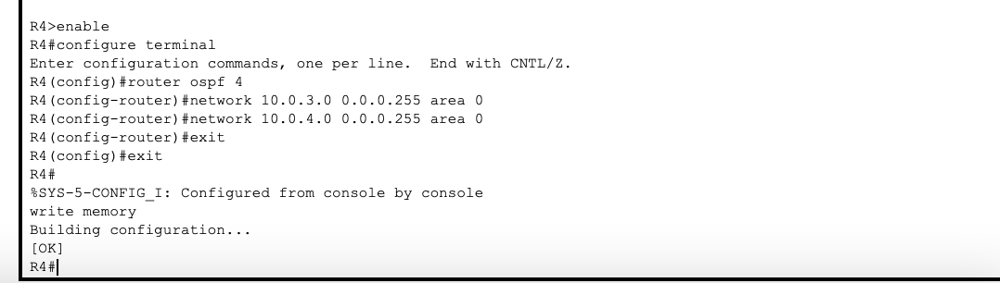 R4>enable
R4#configure terminal
Enter configuration commands, one per line.  End with CNTL/Z.
R4(config)#router ospf 4
R4(config-router)#network 10.0.3.0 0.0.0.255 area 0
R4(config-router)#network 10.0.4.0 0.0.0.255 area 0
R4(config-router)#exit
R4(config)#exit
R4#
%SYS-5-CONFIG_I: Configured from console by console
write memory
Building configuration...
[OK]
R4#